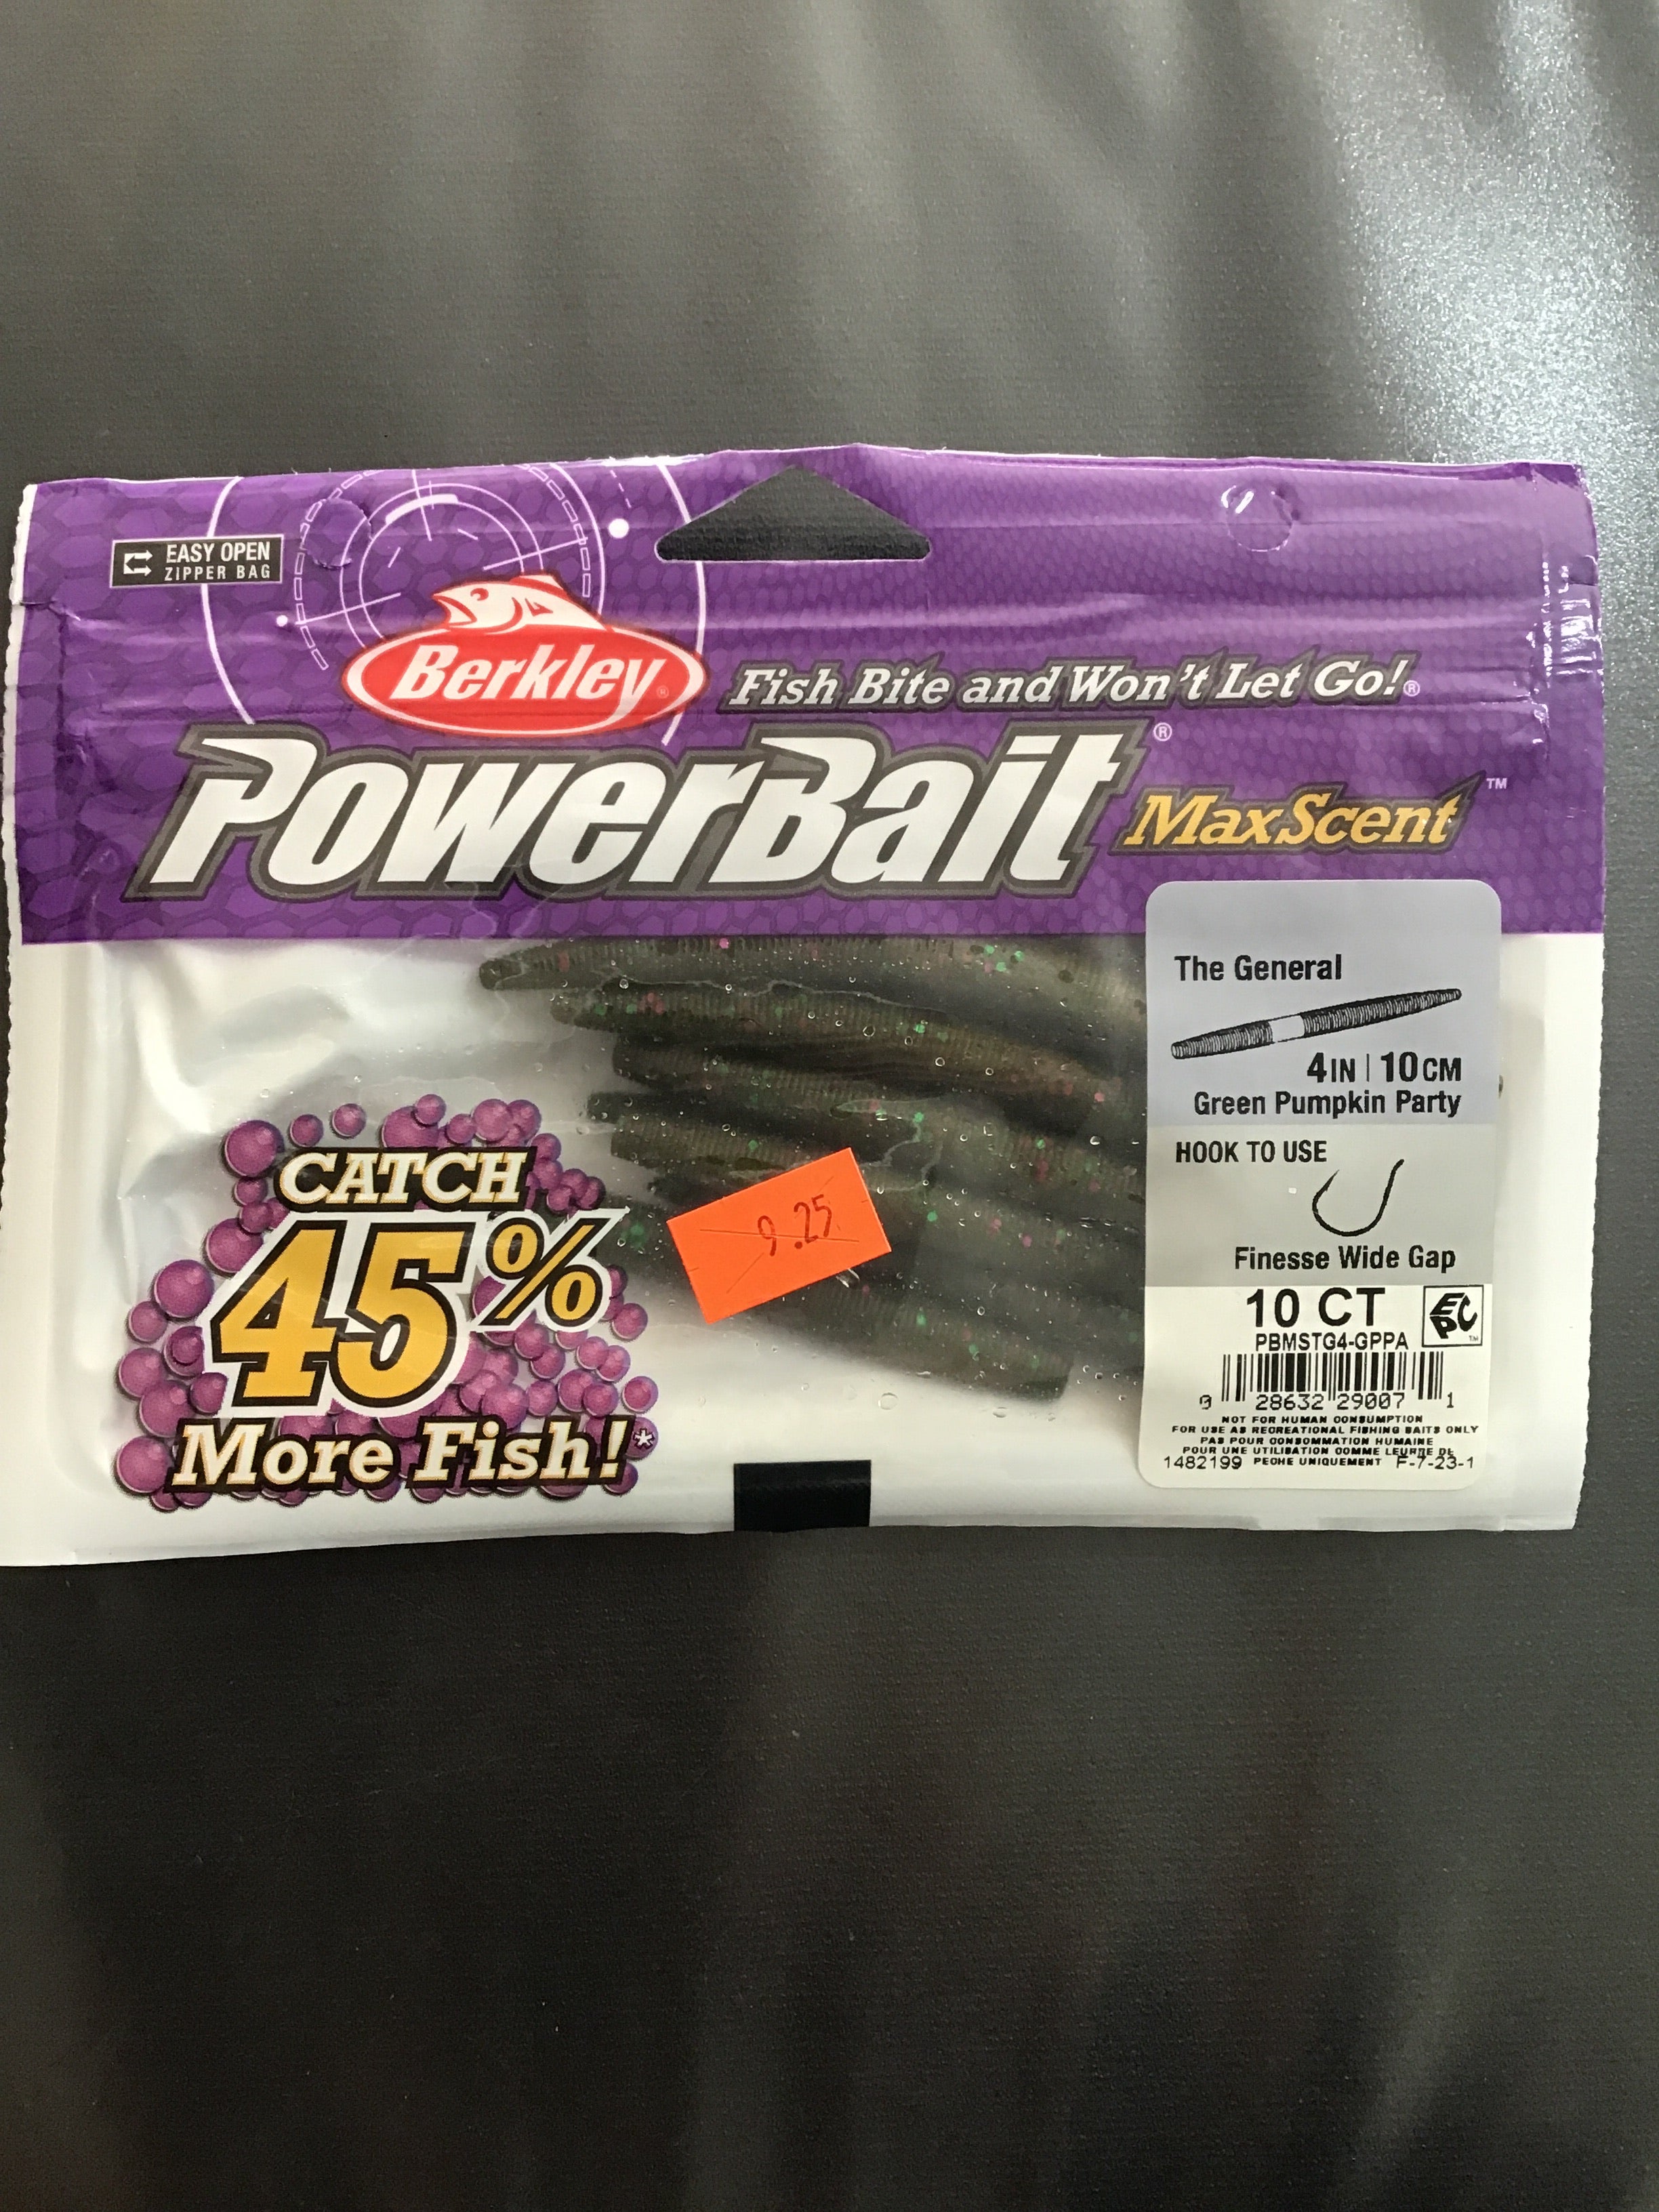 EASY OPEN
ZIPPER BAG
Berkley®
Fish Bite and Won't Let Go!®
PowerBait®
MaxScent™
The General
4IN | 10CM
Green Pumpkin Party
HOOK TO USE
Finesse Wide Gap
10 CT
EPC™
PBMSTG4-GPPA
0 28632 29007 1
NOT FOR HUMAN CONSUMPTION
FOR USE AS RECREATIONAL FISHING BAITS ONLY
PAS POUR CONSOMMATION HUMAINE
POUR UNE UTILISATION COMME LEURRE DE
1482199 PECHE UNIQUEMENT F-7-23-1
9.25
CATCH
45%
More Fish!*